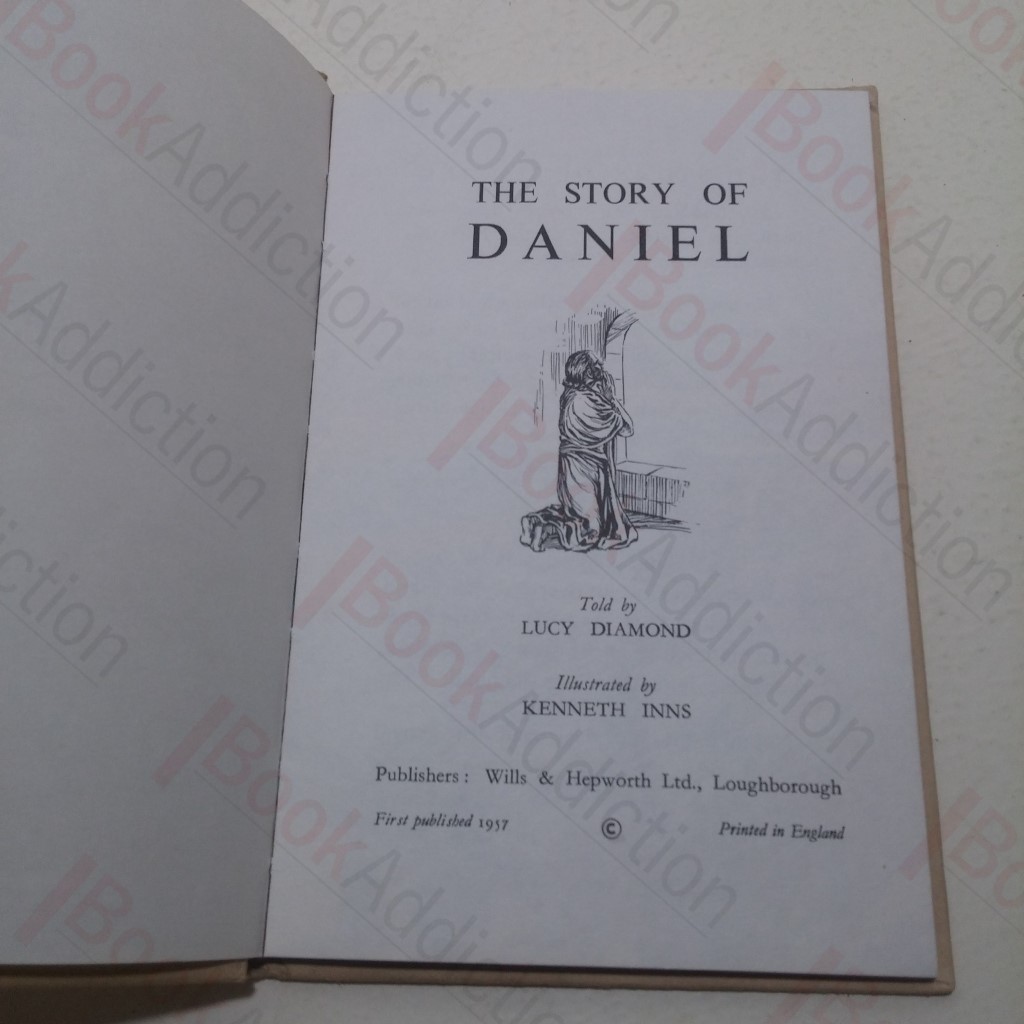 THE STORY OF
DANIEL
Told by
LUCY DIAMOND
Illustrated by
KENNETH INNS
Publishers : Wills & Hepworth Ltd., Loughborough
First published 1957 © Printed in England
BookAddiction